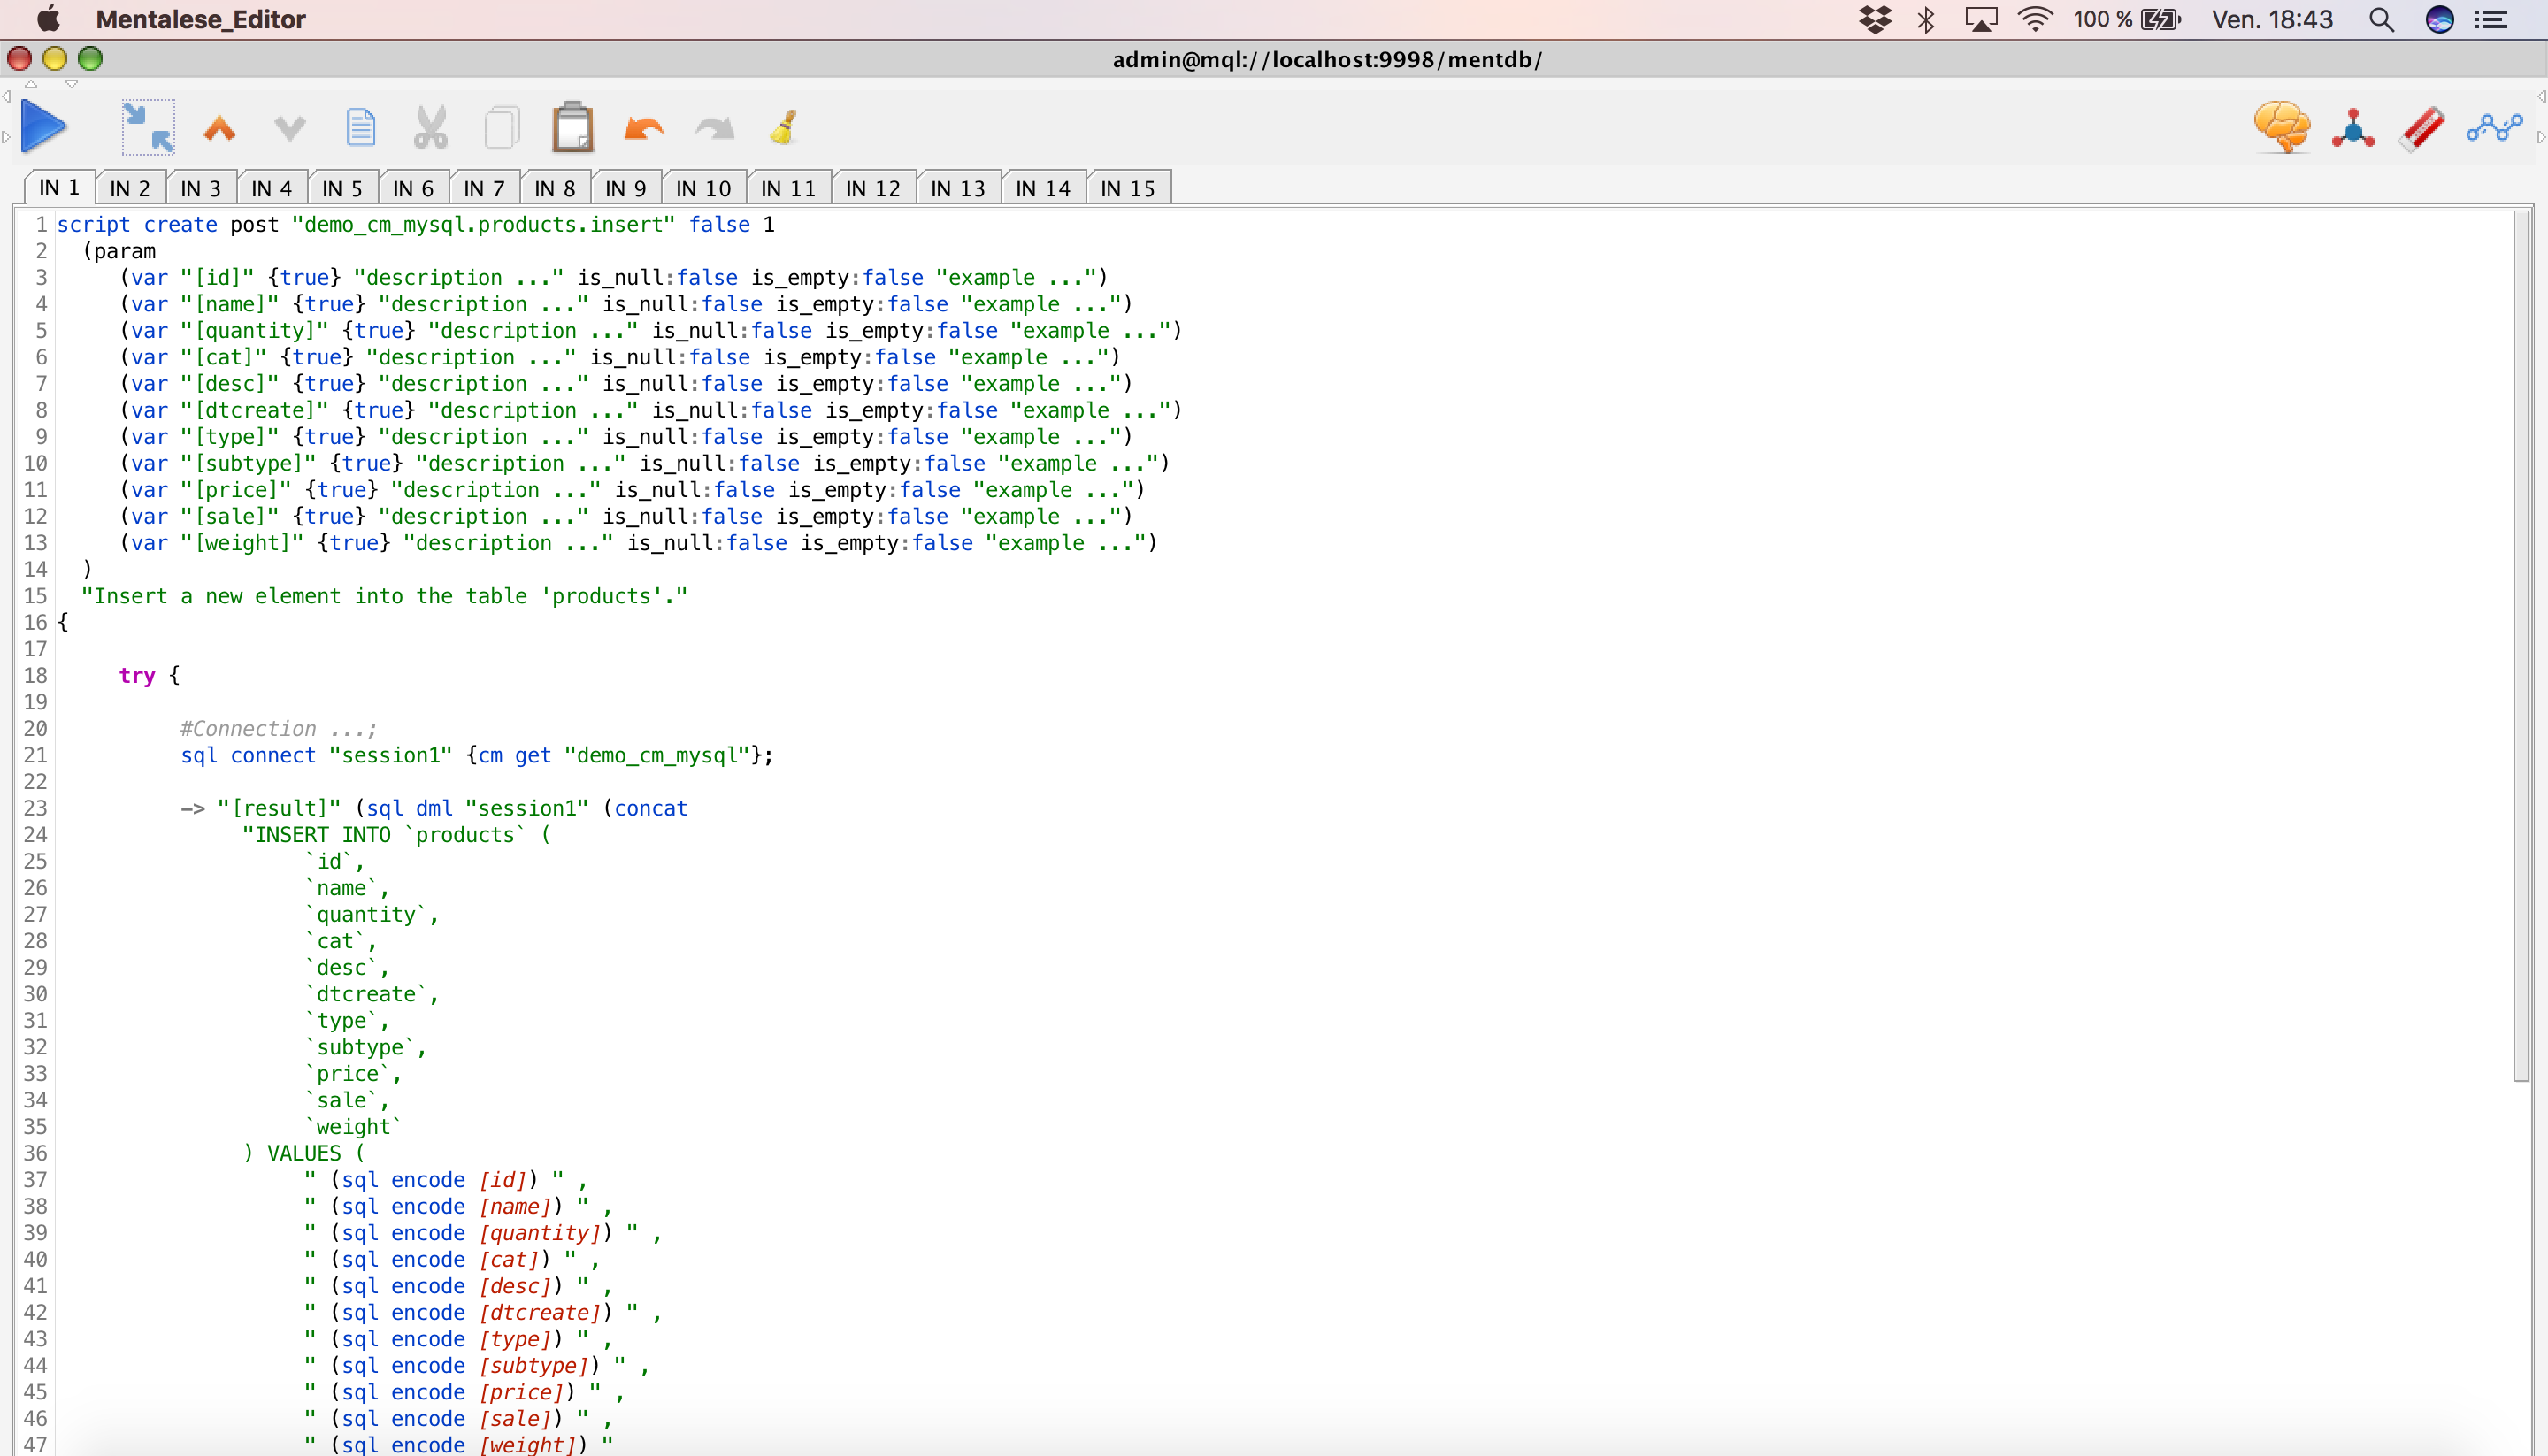 Mentalese_Editor 100 % Ven. 18:43
admin@mql://localhost:9998/mentdb/
IN 1 IN 2 IN 3 IN 4 IN 5 IN 6 IN 7 IN 8 IN 9 IN 10 IN 11 IN 12 IN 13 IN 14 IN 15
1 script create post "demo_cm_mysql.products.insert" false 1
2 (param
3 (var "[id]" {true} "description ..." is_null:false is_empty:false "example ...")
4 (var "[name]" {true} "description ..." is_null:false is_empty:false "example ...")
5 (var "[quantity]" {true} "description ..." is_null:false is_empty:false "example ...")
6 (var "[cat]" {true} "description ..." is_null:false is_empty:false "example ...")
7 (var "[desc]" {true} "description ..." is_null:false is_empty:false "example ...")
8 (var "[dtcreate]" {true} "description ..." is_null:false is_empty:false "example ...")
9 (var "[type]" {true} "description ..." is_null:false is_empty:false "example ...")
10 (var "[subtype]" {true} "description ..." is_null:false is_empty:false "example ...")
11 (var "[price]" {true} "description ..." is_null:false is_empty:false "example ...")
12 (var "[sale]" {true} "description ..." is_null:false is_empty:false "example ...")
13 (var "[weight]" {true} "description ..." is_null:false is_empty:false "example ...")
14 )
15 "Insert a new element into the table 'products'."
16 {
17
18 try {
19
20 #Connection ...;
21 sql connect "session1" {cm get "demo_cm_mysql"};
22
23 -> "[result]" (sql dml "session1" (concat
24 "INSERT INTO `products` (
25 `id`,
26 `name`,
27 `quantity`,
28 `cat`,
29 `desc`,
30 `dtcreate`,
31 `type`,
32 `subtype`,
33 `price`,
34 `sale`,
35 `weight`
36 ) VALUES (
37 " (sql encode [id]) " ,
38 " (sql encode [name]) " ,
39 " (sql encode [quantity]) " ,
40 " (sql encode [cat]) " ,
41 " (sql encode [desc]) " ,
42 " (sql encode [dtcreate]) " ,
43 " (sql encode [type]) " ,
44 " (sql encode [subtype]) " ,
45 " (sql encode [price]) " ,
46 " (sql encode [sale]) " ,
47 " (sql encode [weight]) "